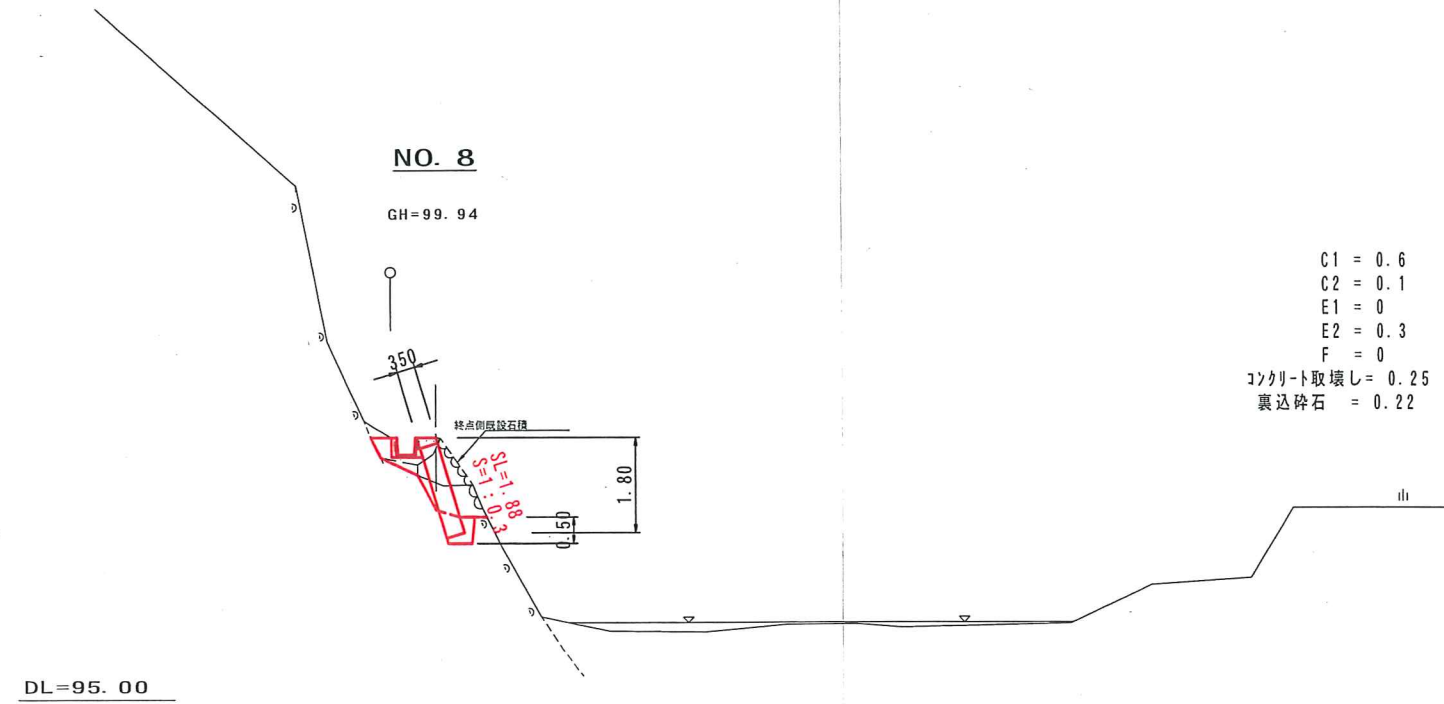 NO. 8
GH=99. 94
C1 = 0.6
C2 = 0.1
E1 = 0
E2 = 0.3
F = 0
コンクリート取壊し= 0.25
裏込砕石 = 0.22
350
終点側既設石積
SL=1.88
S=1:0.3
1.80
0.50
DL=95. 00